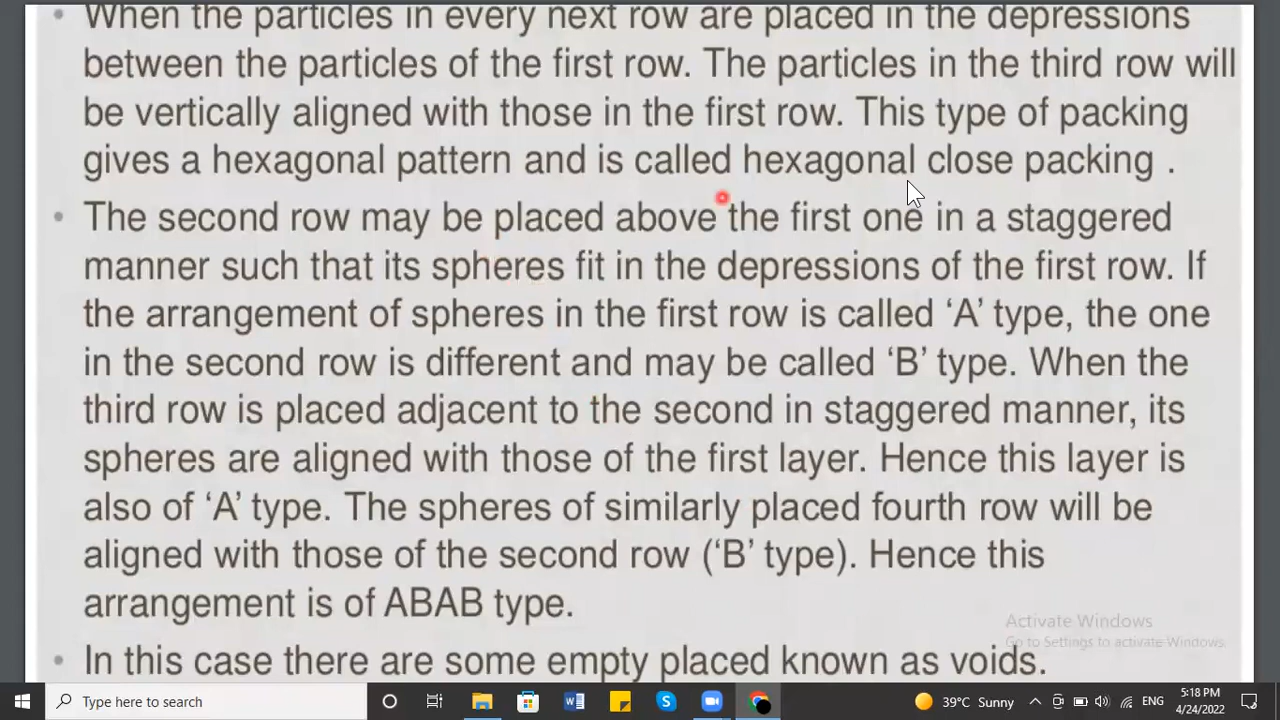 When the particles in every next row are placed in the depressions
between the particles of the first row. The particles in the third row will
be vertically aligned with those in the first row. This type of packing
gives a hexagonal pattern and is called hexagonal close packing .
The second row may be placed above the first one in a staggered
manner such that its spheres fit in the depressions of the first row. If
the arrangement of spheres in the first row is called ‘A’ type, the one
in the second row is different and may be called ‘B’ type. When the
third row is placed adjacent to the second in staggered manner, its
spheres are aligned with those of the first layer. Hence this layer is
also of ‘A’ type. The spheres of similarly placed fourth row will be
aligned with those of the second row (‘B’ type). Hence this
arrangement is of ABAB type.
In this case there are some empty placed known as voids.
Activate Windows
Go to Settings to activate Windows.
Type here to search
39°C Sunny
ENG
5:18 PM
4/24/2022